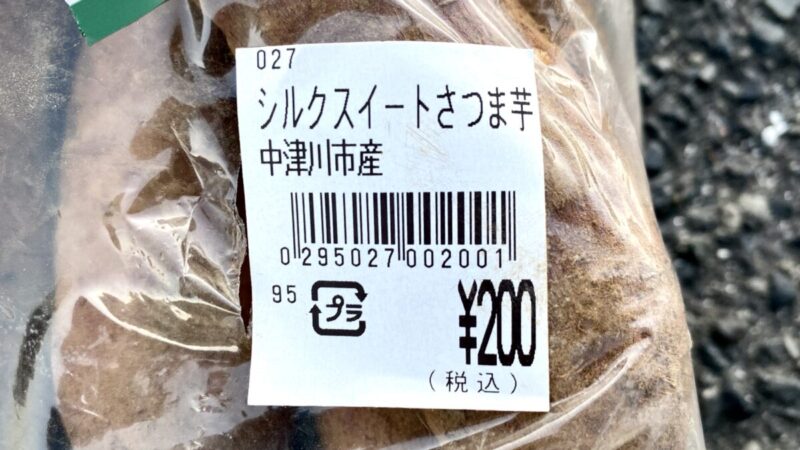 027
シルクスイートさつま芋
中津川市産
0 295027 002001
95 プラ ¥200
(税込)